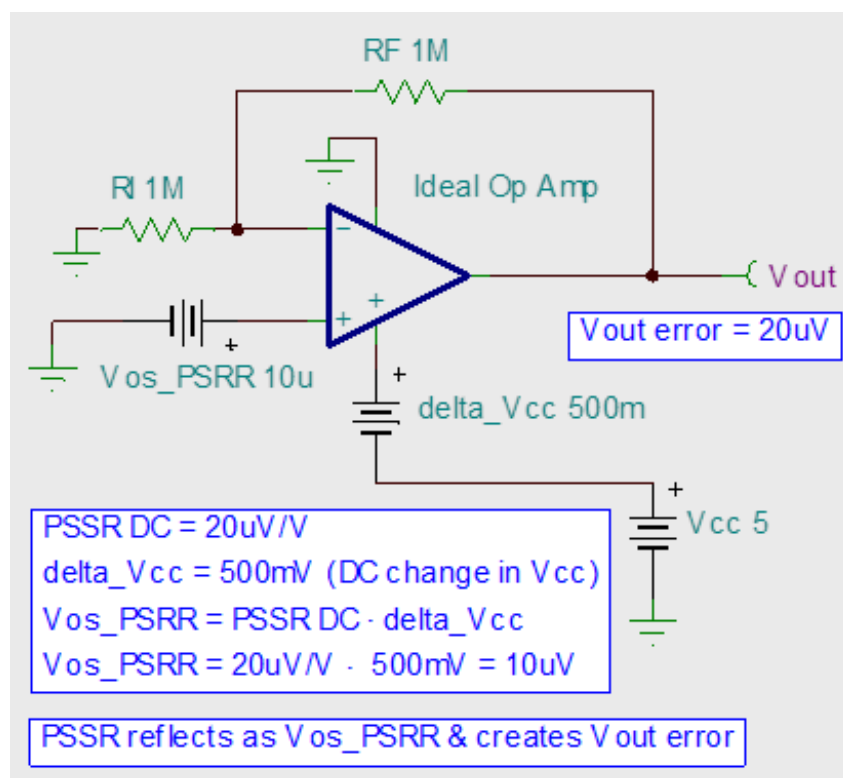 RF 1M
RI 1M
Ideal Op Amp
−
+
+
Vout
Vout error = 20uV
+
Vos_PSRR 10u
+
delta_Vcc 500m
+
Vcc 5
PSSR DC = 20uV/V
delta_Vcc = 500mV (DC change in Vcc)
Vos_PSRR = PSSR DC · delta_Vcc
Vos_PSRR = 20uV/V · 500mV = 10uV
PSSR reflects as Vos_PSRR & creates Vout error